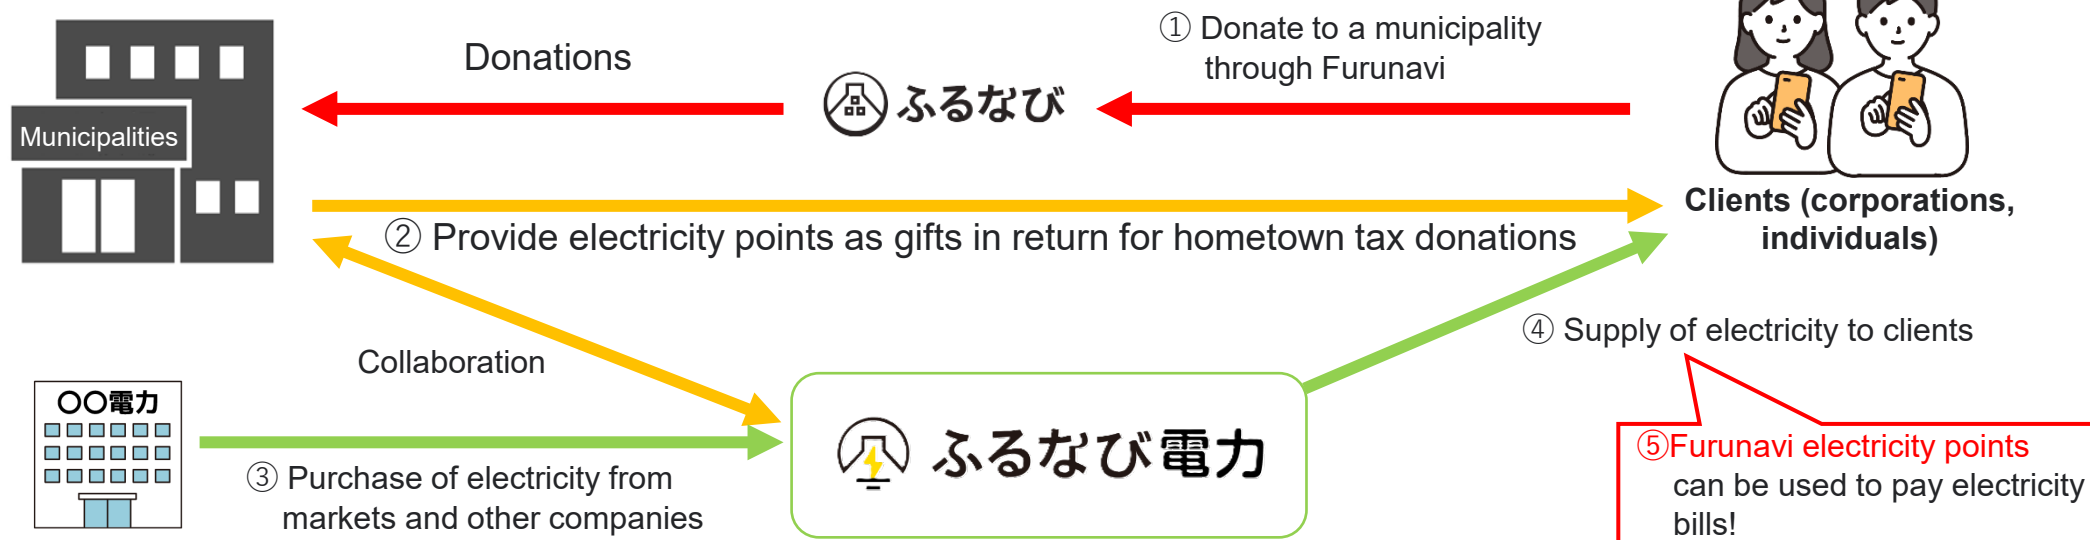 ① Donate to a municipality
through Furunavi
Donations
ふるなび
Municipalities
Clients (corporations,
individuals)
② Provide electricity points as gifts in return for hometown tax donations
④ Supply of electricity to clients
Collaboration
〇〇電力
ふるなび電力
③ Purchase of electricity from
markets and other companies
⑤Furunavi electricity points
can be used to pay electricity
bills!